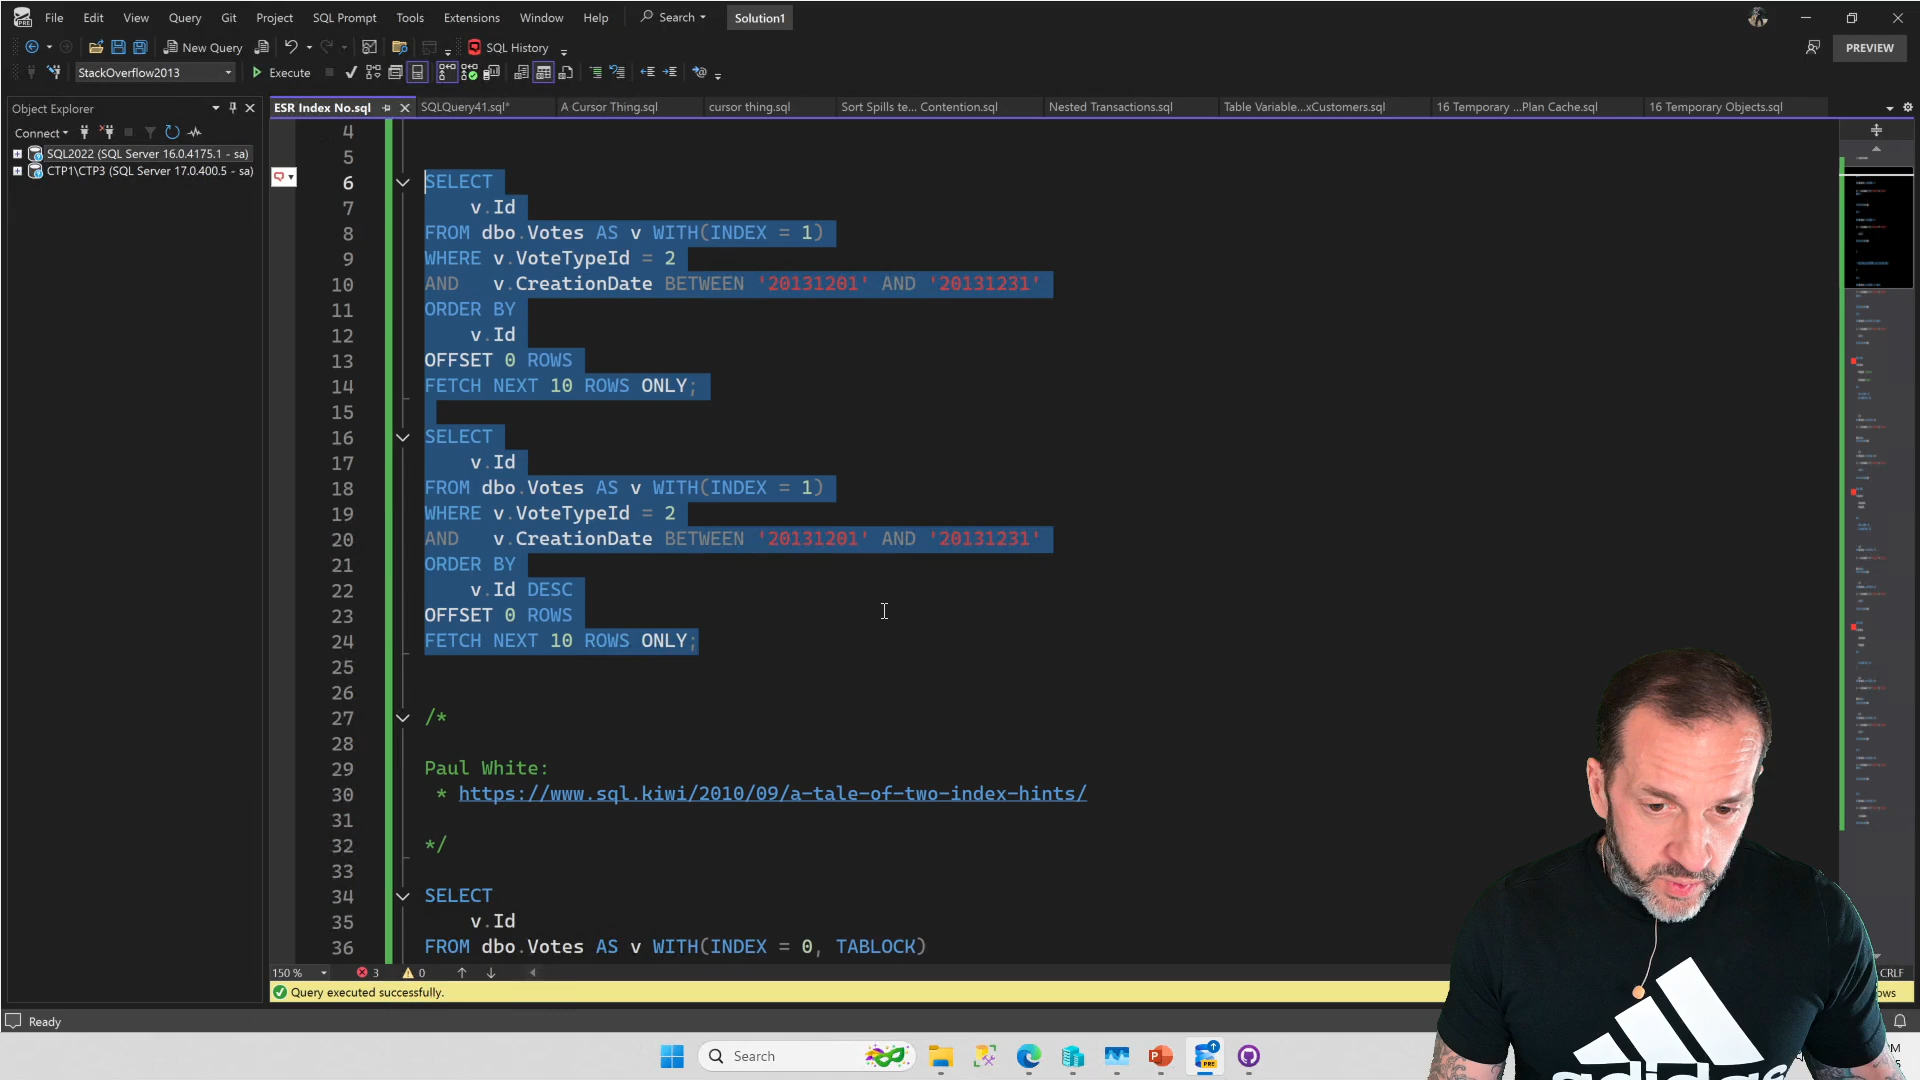 File Edit View Query Git Project SQL Prompt Tools Extensions Window Help Search Solution1
New Query SQL History PREVIEW
StackOverflow2013 Execute
Object Explorer
ESR Index No.sql SQLQuery41.sql* A Cursor Thing.sql cursor thing.sql Sort Spills te... Contention.sql Nested Transactions.sql Table Variable...xCustomers.sql 16 Temporary ...Plan Cache.sql 16 Temporary Objects.sql
Connect
SQL2022 (SQL Server 16.0.4175.1 - sa)
CTP1\CTP3 (SQL Server 17.0.400.5 - sa)
4
5
6 SELECT
7 v.Id
8 FROM dbo.Votes AS v WITH(INDEX = 1)
9 WHERE v.VoteTypeId = 2
10 AND v.CreationDate BETWEEN '20131201' AND '20131231'
11 ORDER BY
12 v.Id
13 OFFSET 0 ROWS
14 FETCH NEXT 10 ROWS ONLY;
15
16 SELECT
17 v.Id
18 FROM dbo.Votes AS v WITH(INDEX = 1)
19 WHERE v.VoteTypeId = 2
20 AND v.CreationDate BETWEEN '20131201' AND '20131231'
21 ORDER BY
22 v.Id DESC
23 OFFSET 0 ROWS
24 FETCH NEXT 10 ROWS ONLY;
25
26
27 /*
28
29 Paul White:
30 * https://www.sql.kiwi/2010/09/a-tale-of-two-index-hints/
31
32 */
33
34 SELECT
35 v.Id
36 FROM dbo.Votes AS v WITH(INDEX = 0, TABLOCK)
150 % 3 0 CRLF
Query executed successfully.
Ready
Search
PRE
adidas